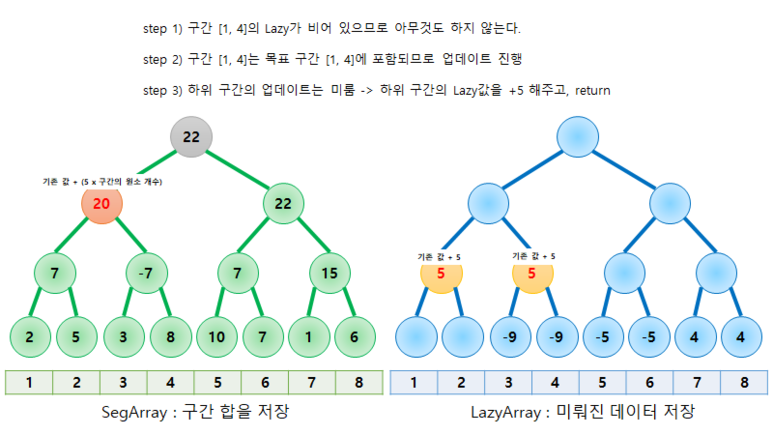 step 1) 구간 [1, 4]의 Lazy가 비어 있으므로 아무것도 하지 않는다.
step 2) 구간 [1, 4]는 목표 구간 [1, 4]에 포함되므로 업데이트 진행
step 3) 하위 구간의 업데이트는 미룸 -> 하위 구간의 Lazy값을 +5 해주고, return
22
기존 값 + (5 x 구간의 원소 개수)
20
22
7
-7
7
15
2
5
3
8
10
7
1
6
1 2 3 4 5 6 7 8
SegArray : 구간 합을 저장
기존 값 + 5
기존 값 + 5
5
5
-9
-9
-5
-5
4
4
1 2 3 4 5 6 7 8
LazyArray : 미뤄진 데이터 저장